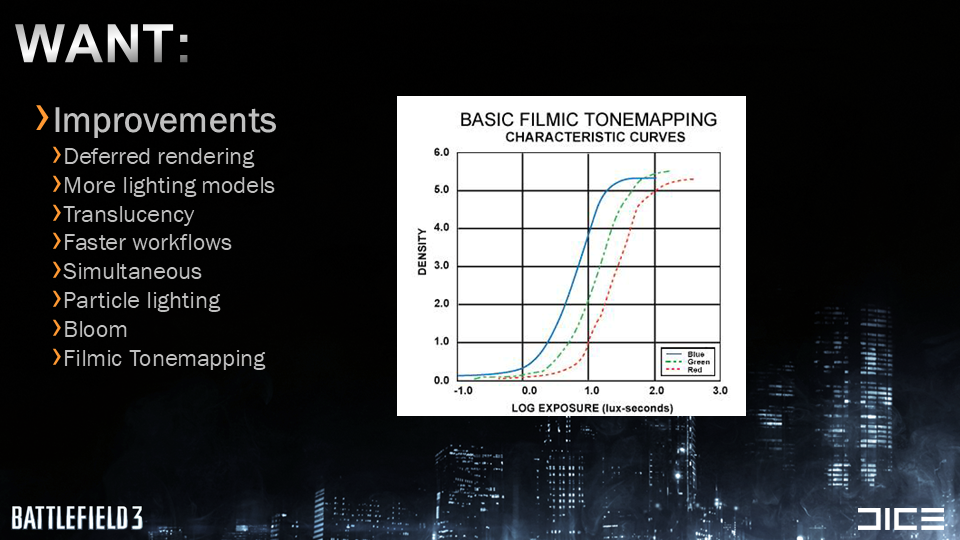 WANT:
›Improvements
›Deferred rendering
›More lighting models
›Translucency
›Faster workflows
›Simultaneous
›Particle lighting
›Bloom
›Filmic Tonemapping
BASIC FILMIC TONEMAPPING
CHARACTERISTIC CURVES
DENSITY
6.0
5.0
4.0
3.0
2.0
1.0
0.0
-1.0 0.0 1.0 2.0 3.0
LOG EXPOSURE (lux-seconds)
Blue
Green
Red
BATTLEFIELD 3
DICE